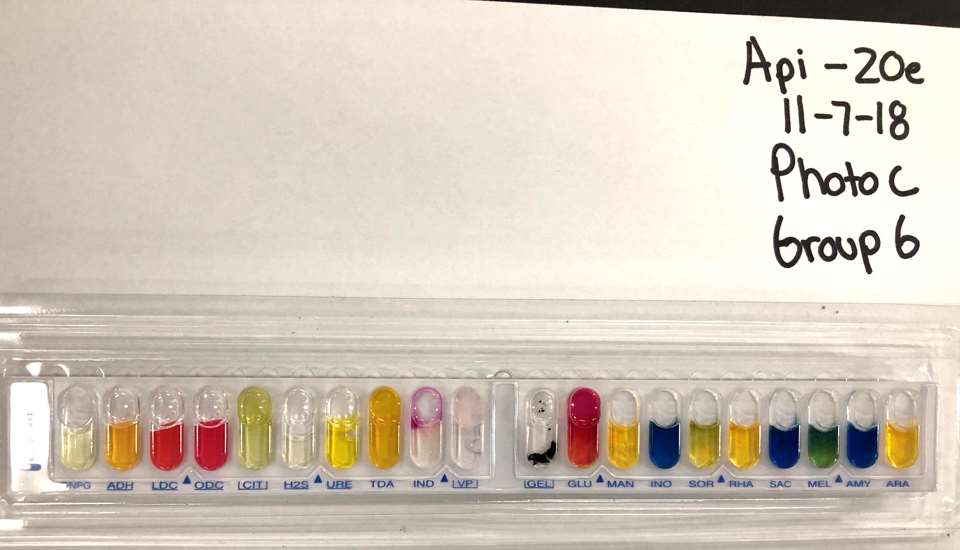 Api - 20e
11-7-18
Photo C
Group 6
ONPG ADH LDC ODC CIT H2S URE TDA IND VP GEL GLU MAN INO SOR RHA SAC MEL AMY ARA